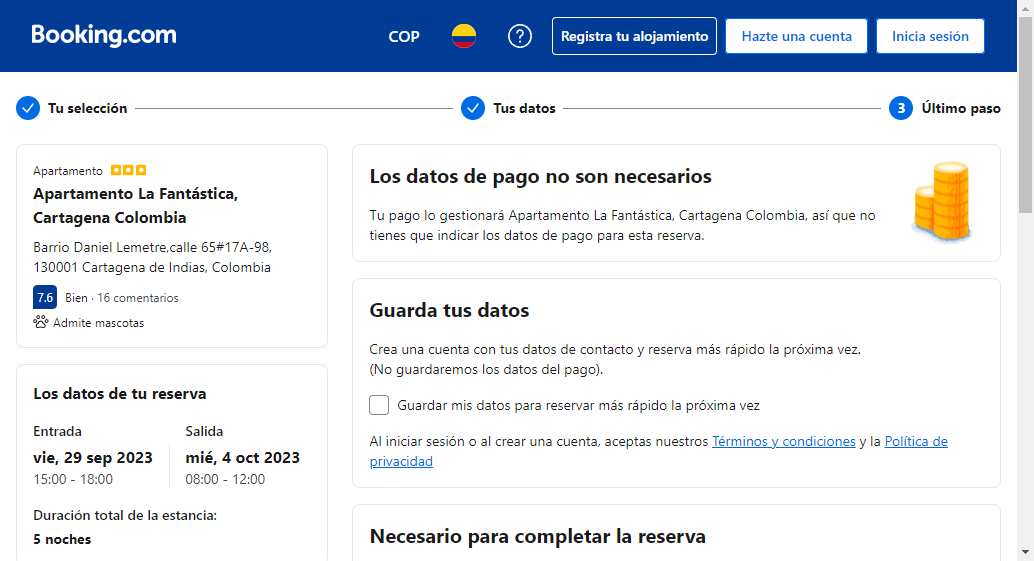 Booking.com
COP
?
Registra tu alojamiento
Hazte una cuenta
Inicia sesión
Tu selección
Tus datos
3 Último paso
Apartamento
Apartamento La Fantástica,
Cartagena Colombia
Barrio Daniel Lemetre,calle 65#17A-98,
130001 Cartagena de Indias, Colombia
7.6 Bien · 16 comentarios
Admite mascotas
Los datos de tu reserva
Entrada
vie, 29 sep 2023
15:00 - 18:00
Salida
mié, 4 oct 2023
08:00 - 12:00
Duración total de la estancia:
5 noches
Los datos de pago no son necesarios
Tu pago lo gestionará Apartamento La Fantástica, Cartagena Colombia, así que no
tienes que indicar los datos de pago para esta reserva.
Guarda tus datos
Crea una cuenta con tus datos de contacto y reserva más rápido la próxima vez.
(No guardaremos los datos del pago).
Guardar mis datos para reservar más rápido la próxima vez
Al iniciar sesión o al crear una cuenta, aceptas nuestros Términos y condiciones y la Política de
privacidad
Necesario para completar la reserva